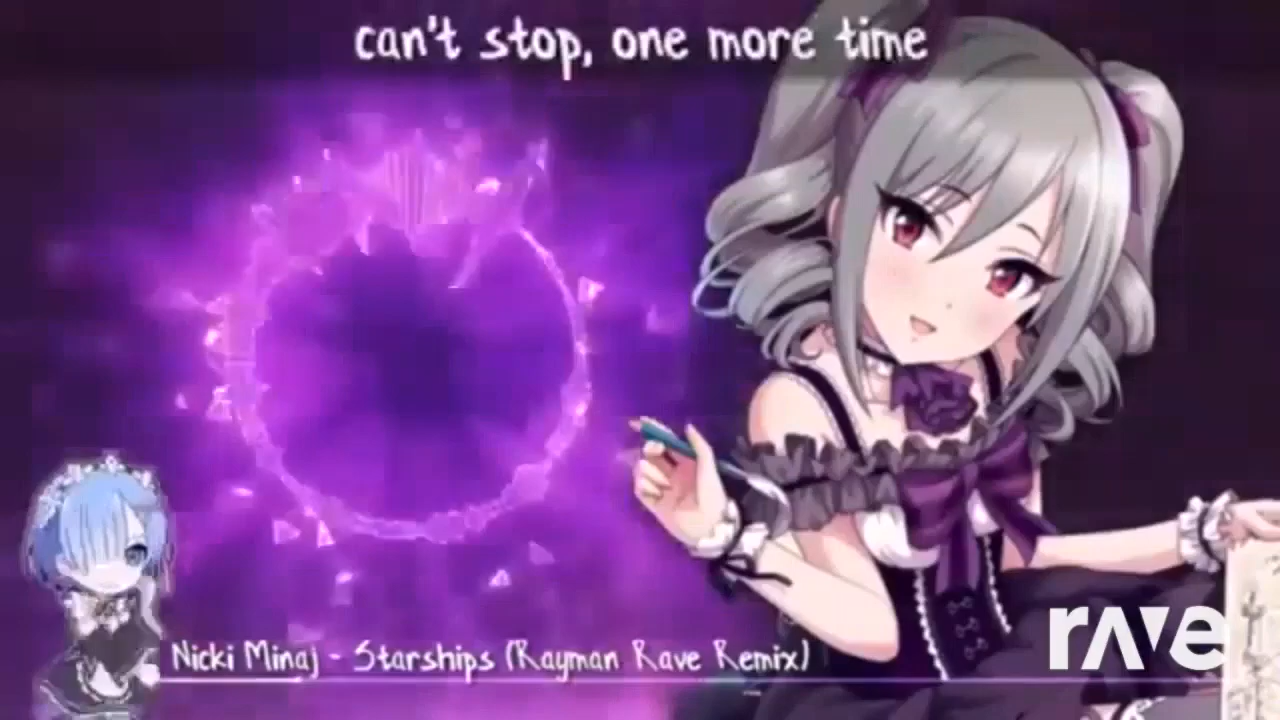 can't stop, one more time
Nicki Minaj - Starships (Rayman Rave Remix)
rave